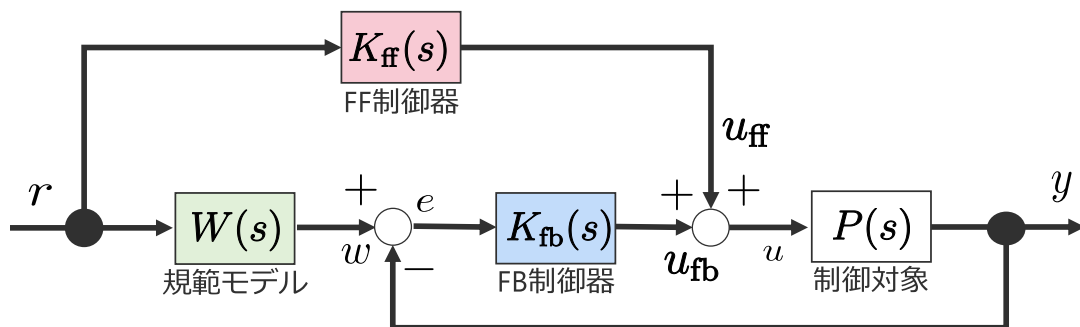 K_ff(s)
FF制御器
u_ff
r
W(s)
規範モデル
+
w
e
−
K_fb(s)
FB制御器
+
u_fb
+
u
P(s)
制御対象
y